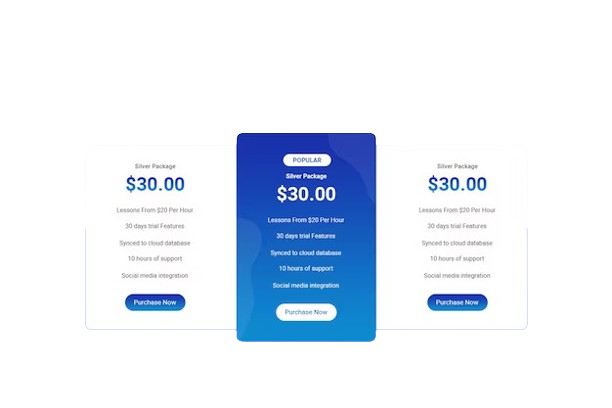 Silver Package
$30.00
Lessons From $20 Per Hour
30 days trial Features
Synced to cloud database
10 hours of support
Social media integration
Purchase Now
POPULAR
Silver Package
$30.00
Lessons From $20 Per Hour
30 days trial Features
Synced to cloud database
10 hours of support
Social media integration
Purchase Now
Silver Package
$30.00
Lessons From $20 Per Hour
30 days trial Features
Synced to cloud database
10 hours of support
Social media integration
Purchase Now